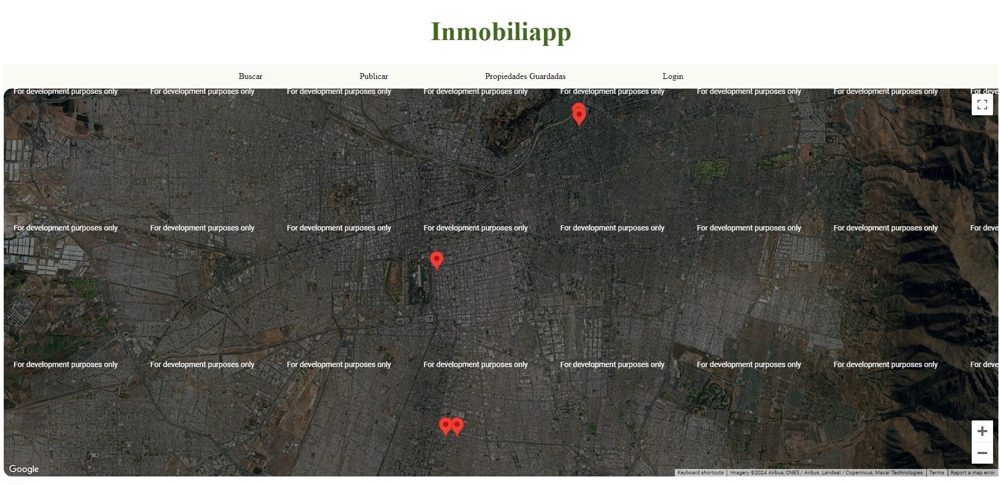 Inmobiliapp
Buscar Publicar Propiedades Guardadas Login
For development purposes only For development purposes only For development purposes only For development purposes only For development purposes only For development purposes only For development purposes only For deve
For development purposes only For development purposes only For development purposes only For development purposes only For development purposes only For development purposes only For development purposes only For deve
For development purposes only For development purposes only For development purposes only For development purposes only For development purposes only For development purposes only For development purposes only For deve
Google
Keyboard shortcuts Imagery ©2024 Airbus, CNES / Airbus, Landsat / Copernicus, Maxar Technologies Terms Report a map error